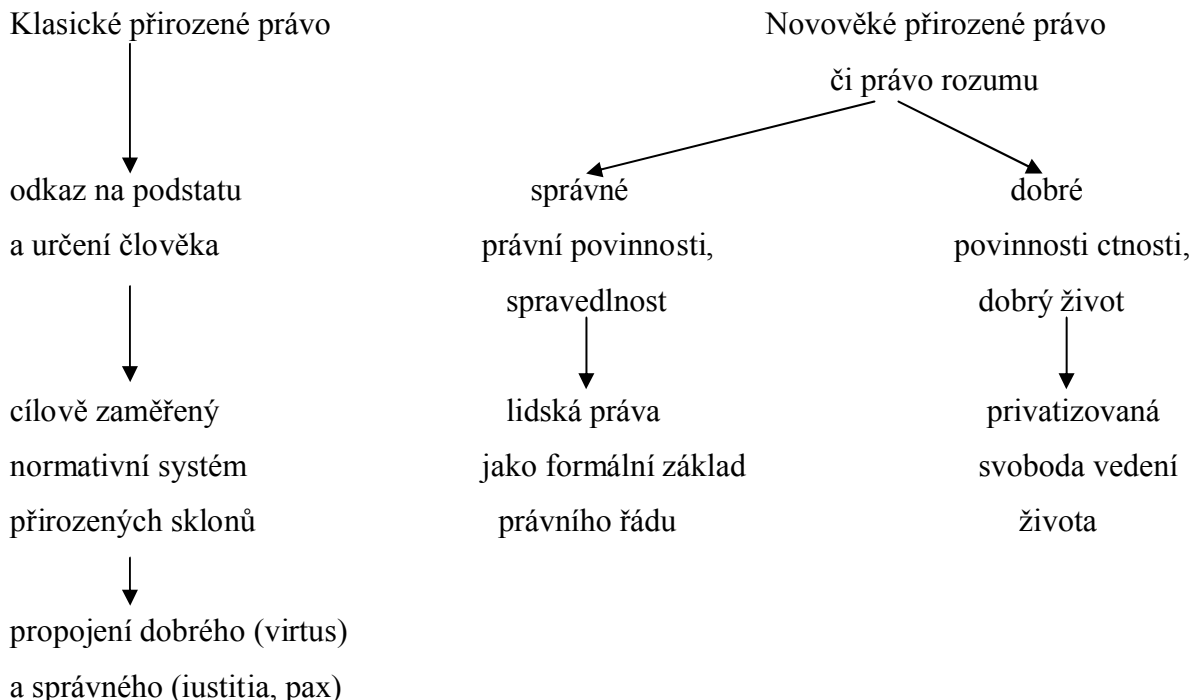 Klasické přirozené právo
odkaz na podstatu
a určení člověka
cílově zaměřený
normativní systém
přirozených sklonů
propojení dobrého (virtus)
a správného (iustitia, pax)
Novověké přirozené právo
či právo rozumu
správné
právní povinnosti,
spravedlnost
lidská práva
jako formální základ
právního řádu
dobré
povinnosti ctnosti,
dobrý život
privatizovaná
svoboda vedení
života